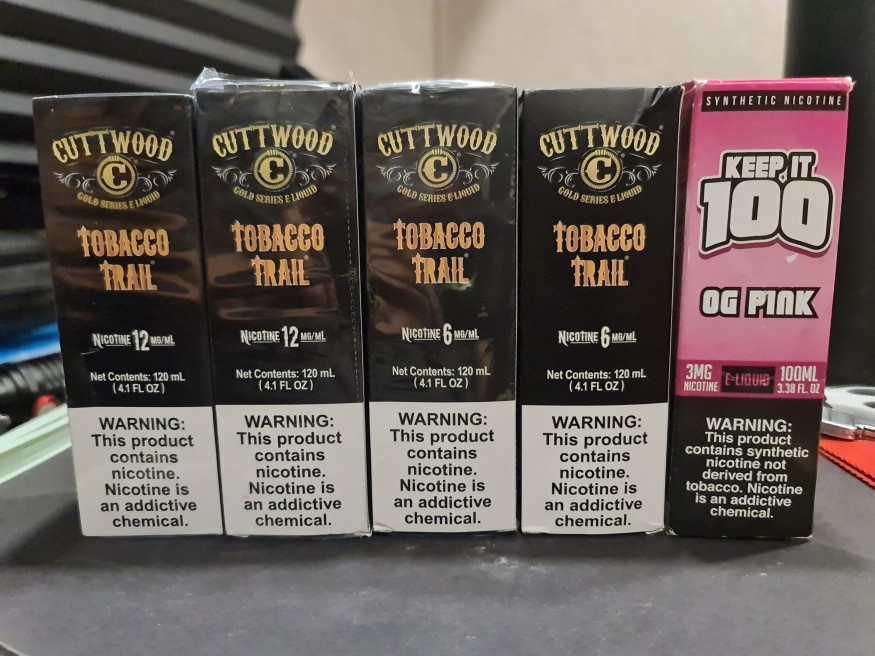 CUTTWOOD
C
GOLD SERIES E LIQUID
TOBACCO
TRAIL
NICOTINE 12 MG/ML
Net Contents: 120 mL
(4.1 FL OZ)
WARNING:
This product
contains
nicotine.
Nicotine is
an addictive
chemical.
CUTTWOOD
C
GOLD SERIES E LIQUID
TOBACCO
TRAIL
NICOTINE 12 MG/ML
Net Contents: 120 mL
(4.1 FL OZ)
WARNING:
This product
contains
nicotine.
Nicotine is
an addictive
chemical.
CUTTWOOD
C
GOLD SERIES E LIQUID
TOBACCO
TRAIL
NICOTINE 6 MG/ML
Net Contents: 120 mL
(4.1 FL OZ)
WARNING:
This product
contains
nicotine.
Nicotine is
an addictive
chemical.
CUTTWOOD
C
GOLD SERIES E LIQUID
TOBACCO
TRAIL
NICOTINE 6 MG/ML
Net Contents: 120 mL
(4.1 FL OZ)
WARNING:
This product
contains
nicotine.
Nicotine is
an addictive
chemical.
SYNTHETIC NICOTINE
KEEP IT
100
OG P1NK
3MG
NICOTINE
E-LIQUID
100ML
3.38 FL. OZ
WARNING:
This product
contains synthetic
nicotine not
derived from
tobacco. Nicotine
is an addictive
chemical.